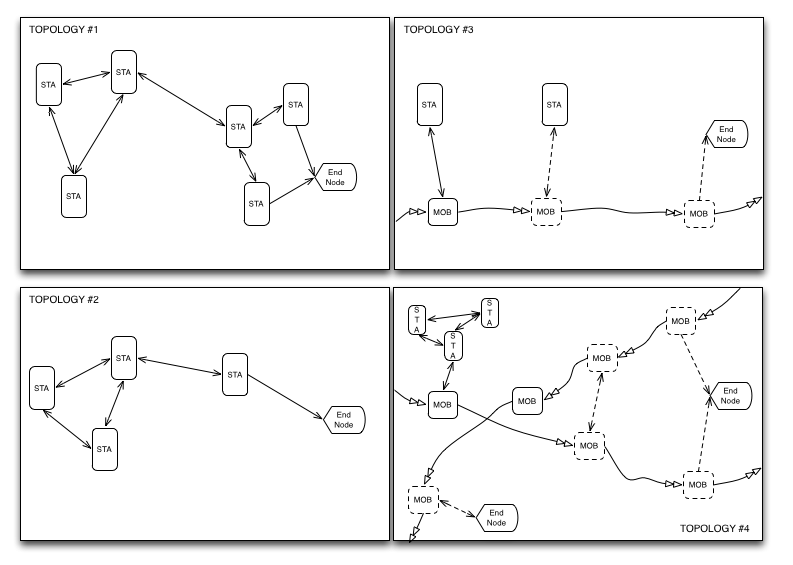 TOPOLOGY #1
STA
STA
STA
STA
STA
STA
End
Node
TOPOLOGY #3
STA
STA
End
Node
MOB
MOB
MOB
TOPOLOGY #2
STA
STA
STA
STA
End
Node
S
T
A
S
T
A
S
T
A
MOB
MOB
MOB
MOB
MOB
MOB
MOB
End
Node
MOB
End
Node
TOPOLOGY #4